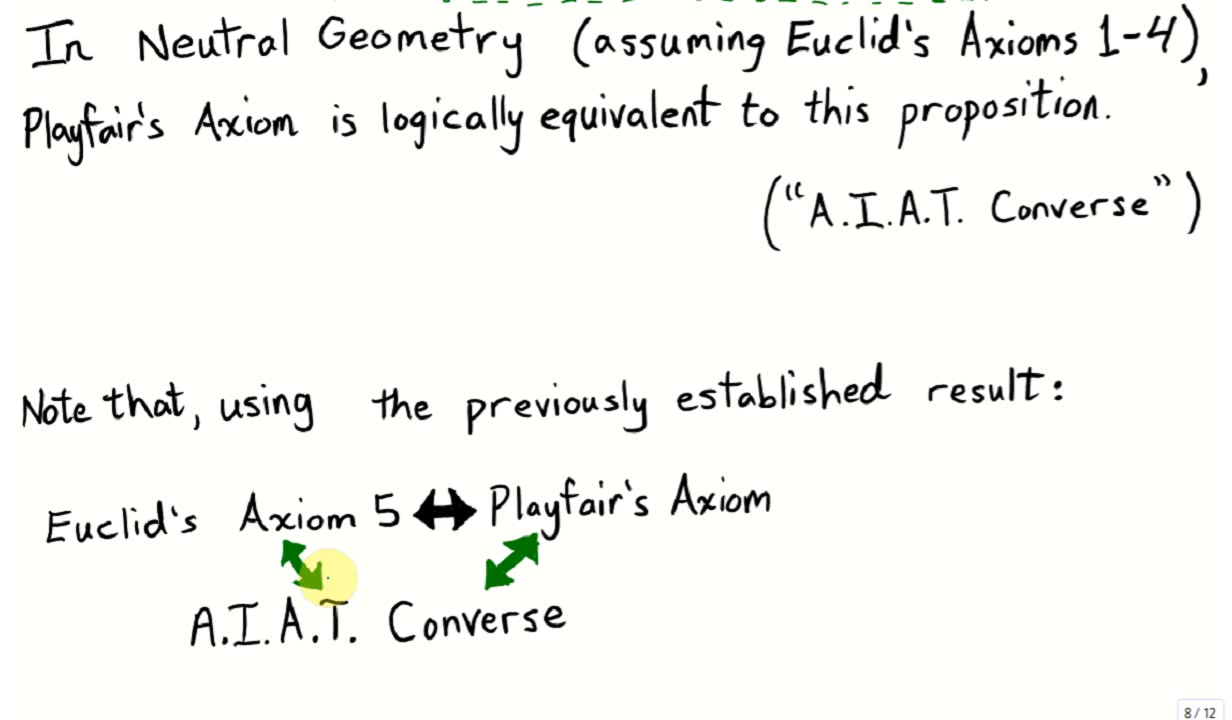 In Neutral Geometry (assuming Euclid's Axioms 1-4),
Playfair's Axiom is logically equivalent to this proposition.
("A.I.A.T. Converse")
Note that, using the previously established result:
Euclid's Axiom 5 ↔ Playfair's Axiom
A.I.A.T. Converse
8 / 12